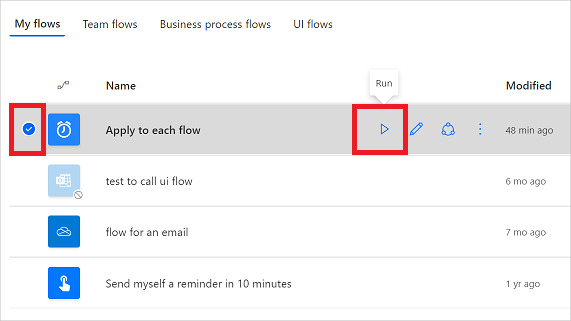 My flows Team flows Business process flows UI flows
Run
Name Modified
Apply to each flow 48 min ago
test to call ui flow 6 mo ago
flow for an email 7 mo ago
Send myself a reminder in 10 minutes 1 yr ago